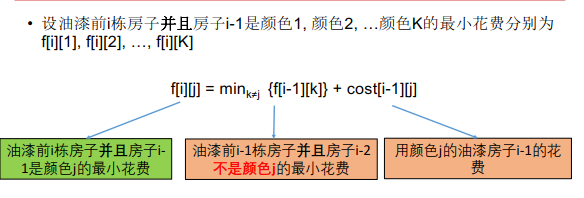 • 设油漆前i栋房子并且房子i-1是颜色1, 颜色2, …颜色K的最小花费分别为
f[i][1], f[i][2], …, f[i][K]
f[i][j] = mink≠j {f[i-1][k]} + cost[i-1][j]
油漆前i栋房子并且房子i-
1是颜色j的最小花费
油漆前i-1栋房子并且房子i-2
不是颜色j的最小花费
用颜色j的油漆房子i-1的花
费